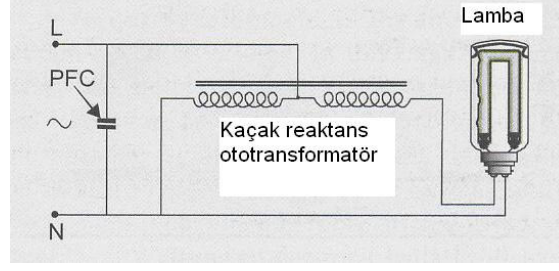 Lamba
L
PFC
Kaçak reaktans
ototransformatör
N